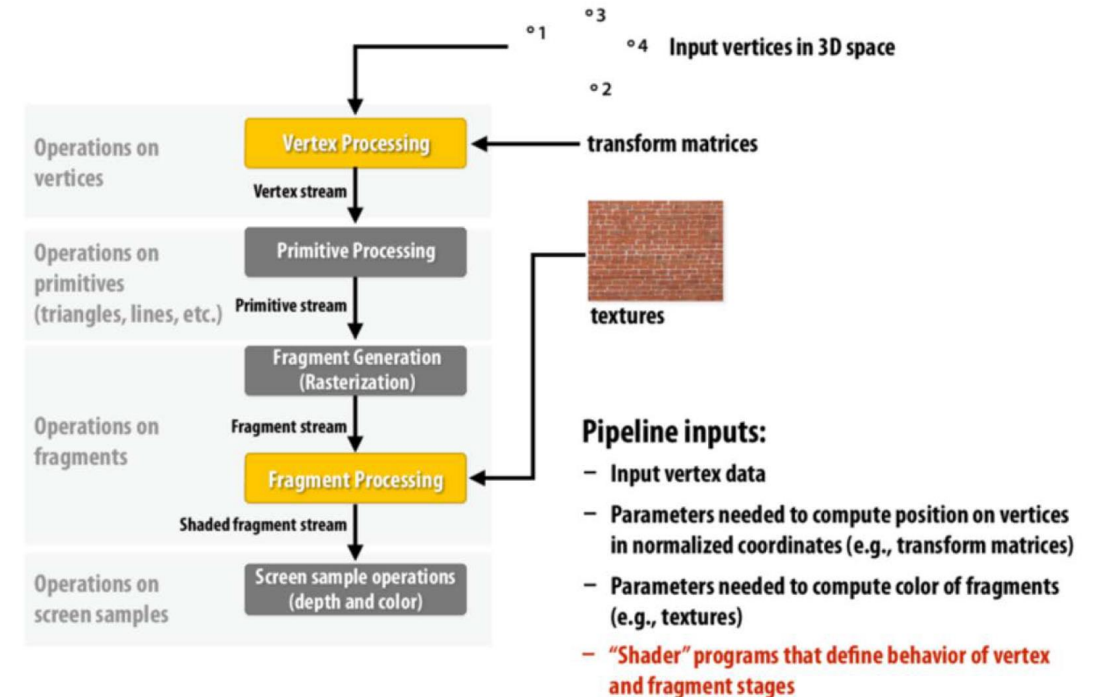 °3
°1
°4 Input vertices in 3D space
°2
Operations on
vertices
Vertex Processing
transform matrices
Vertex stream
Operations on
primitives
(triangles, lines, etc.)
Primitive Processing
Primitive stream
textures
Operations on
fragments
Fragment Generation
(Rasterization)
Fragment stream
Fragment Processing
Shaded fragment stream
Operations on
screen samples
Screen sample operations
(depth and color)
Pipeline inputs:
– Input vertex data
– Parameters needed to compute position on vertices
in normalized coordinates (e.g., transform matrices)
– Parameters needed to compute color of fragments
(e.g., textures)
– “Shader” programs that define behavior of vertex
and fragment stages